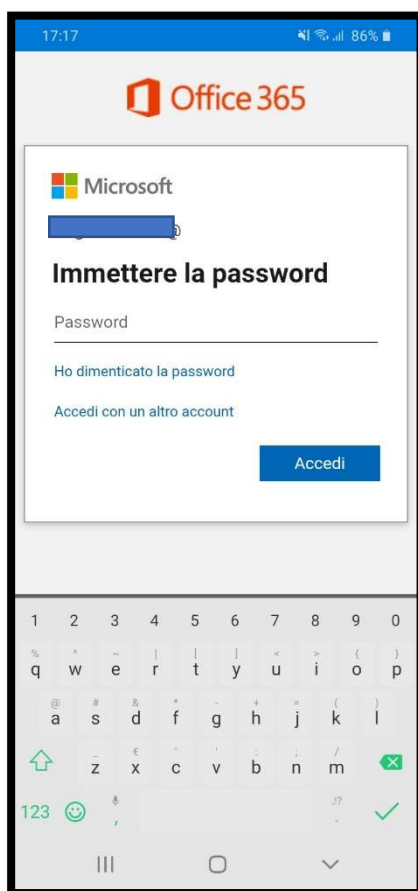 17:17
86%
Office 365
Microsoft
@
Immettere la password
Password
Ho dimenticato la password
Accedi con un altro account
Accedi
1 2 3 4 5 6 7 8 9 0
% ^ ~ | [ ] < > { }
q w e r t y u i o p
@ # & * - + = ( )
a s d f g h j k l
_ € " ' : ; /
z x c v b n m
123 , .!?
.